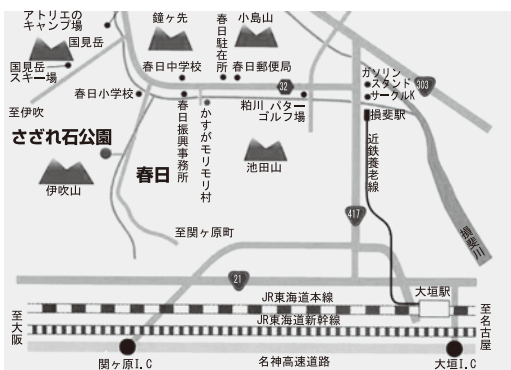 アトリエの
キャンプ場
国見岳
国見岳
スキー場
至伊吹
鐘ヶ先
春日駐在所
小島山
春日中学校
春日郵便局
春日小学校
春日振興事務所
かすがモリモリ村
粕川
パター
ゴルフ場
32
303
ガソリン
スタンド
サークルK
損斐駅
近鉄養老線
さざれ石公園
伊吹山
春日
池田山
至関ヶ原町
417
損斐川
21
大垣駅
JR東海道本線
JR東海道新幹線
至大阪
至名古屋
関ヶ原I.C
名神高速道路
大垣I.C